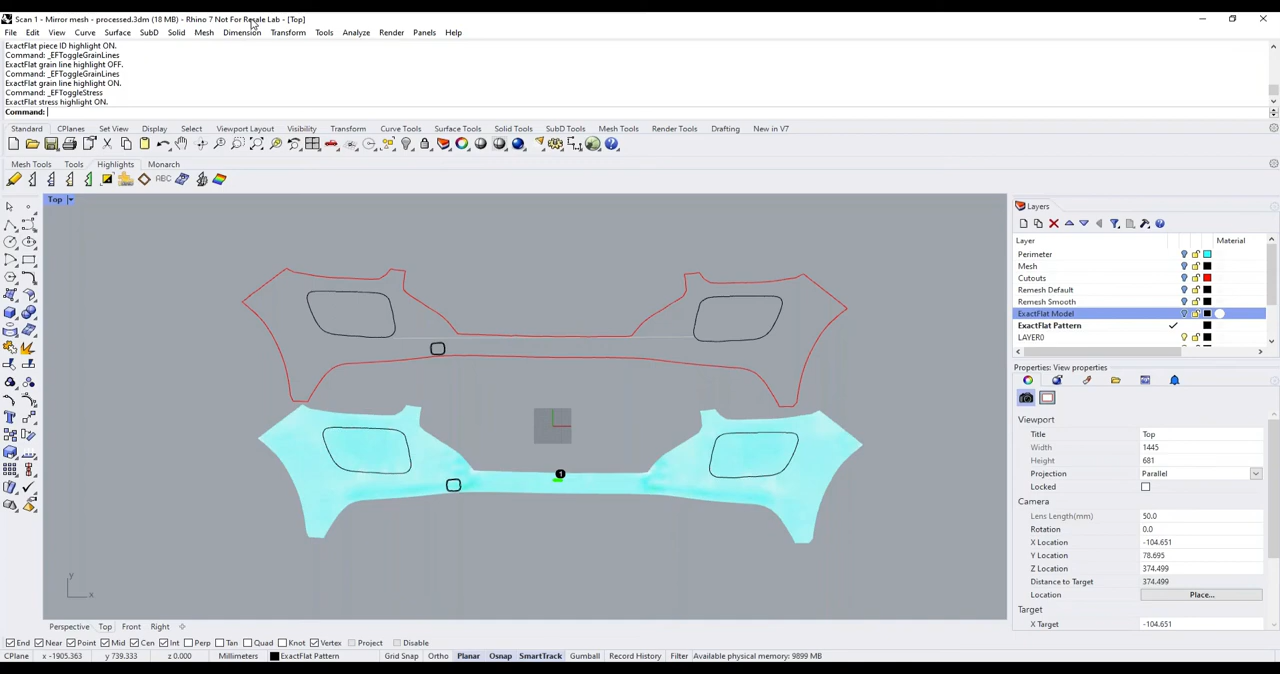 Scan 1 - Mirror mesh - processed.3dm (18 MB) - Rhino 7 Not For Resale Lab - [Top]
File Edit View Curve Surface SubD Solid Mesh Dimension Transform Tools Analyze Render Panels Help
ExactFlat piece ID highlight ON.
Command: _EFToggleGrainLines
ExactFlat grain line highlight OFF.
Command: _EFToggleGrainLines
ExactFlat grain line highlight ON.
Command: _EFToggleStress
ExactFlat stress highlight ON.
Command:
Standard CPlanes Set View Display Select Viewport Layout Visibility Transform Curve Tools Surface Tools Solid Tools SubD Tools Mesh Tools Render Tools Drafting New in V7
Mesh Tools Tools Highlights Monarch
ABC
Top
Layers
Layer Material
Perimeter
Mesh
Cutouts
Remesh Default
Remesh Smooth
ExactFlat Model
ExactFlat Pattern
LAYER0
Properties: View properties
Viewport
Title Top
Width 1445
Height 681
Projection Parallel
Locked
Camera
Lens Length(mm) 50.0
Rotation 0.0
X Location -104.651
Y Location 78.695
Z Location 374.499
Distance to Target 374.499
Location Place...
Target
X Target -104.651
1
y
x
Perspective Top Front Right
End Near Point Mid Cen Int Perp Tan Quad Knot Vertex Project Disable
CPlane x -1905.363 y 739.333 z 0.000 Millimeters ExactFlat Pattern Grid Snap Ortho Planar Osnap SmartTrack Gumball Record History Filter Available physical memory: 9899 MB